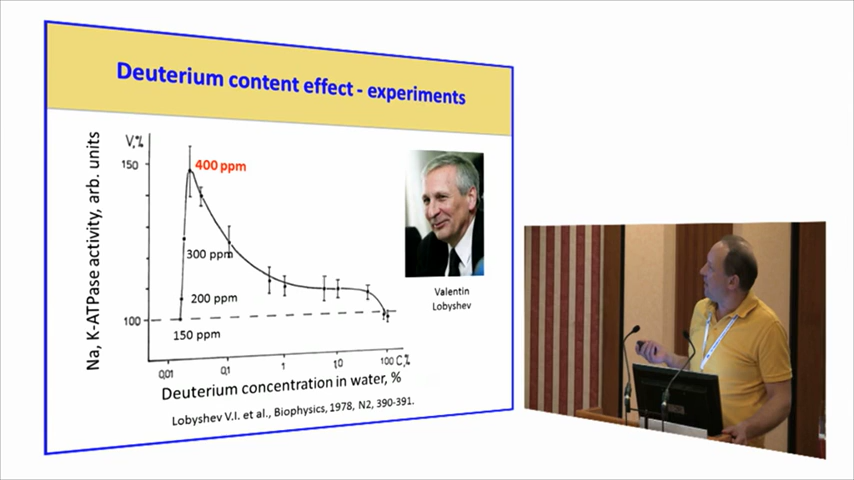 Deuterium content effect - experiments
Na, K-ATPase activity, arb. units
V,%
150
400 ppm
300 ppm
200 ppm
100
150 ppm
0,01
0,1
1
10
100 C,%
Deuterium concentration in water, %
Lobyshev V.I. et al., Biophysics, 1978, N2, 390-391.
Valentin
Lobyshev